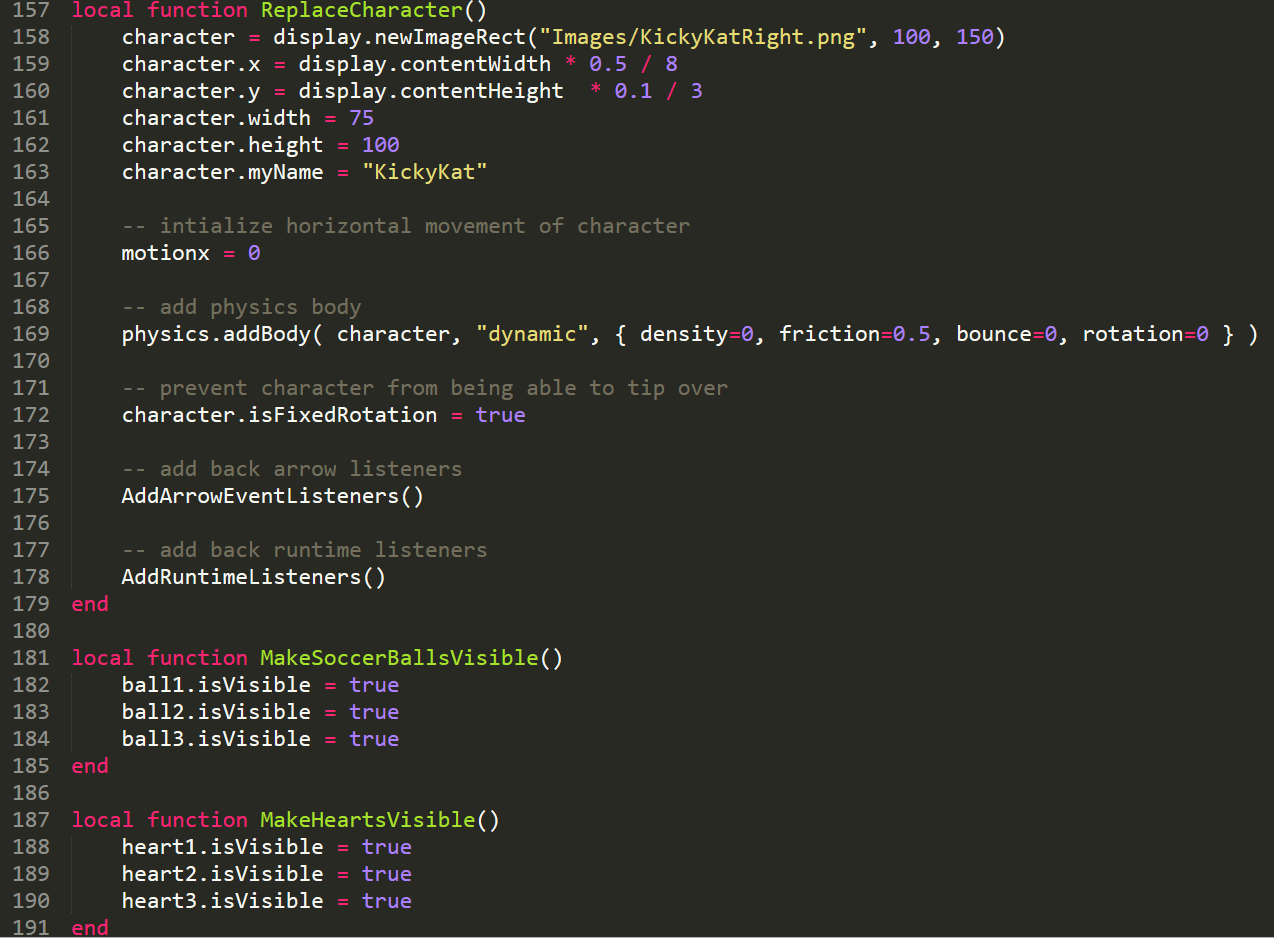 157 local function ReplaceCharacter()
158     character = display.newImageRect("Images/KickyKatRight.png", 100, 150)
159     character.x = display.contentWidth * 0.5 / 8
160     character.y = display.contentHeight  * 0.1 / 3
161     character.width = 75
162     character.height = 100
163     character.myName = "KickyKat"
164
165     -- intialize horizontal movement of character
166     motionx = 0
167
168     -- add physics body
169     physics.addBody( character, "dynamic", { density=0, friction=0.5, bounce=0, rotation=0 } )
170
171     -- prevent character from being able to tip over
172     character.isFixedRotation = true
173
174     -- add back arrow listeners
175     AddArrowEventListeners()
176
177     -- add back runtime listeners
178     AddRuntimeListeners()
179 end
180
181 local function MakeSoccerBallsVisible()
182     ball1.isVisible = true
183     ball2.isVisible = true
184     ball3.isVisible = true
185 end
186
187 local function MakeHeartsVisible()
188     heart1.isVisible = true
189     heart2.isVisible = true
190     heart3.isVisible = true
191 end